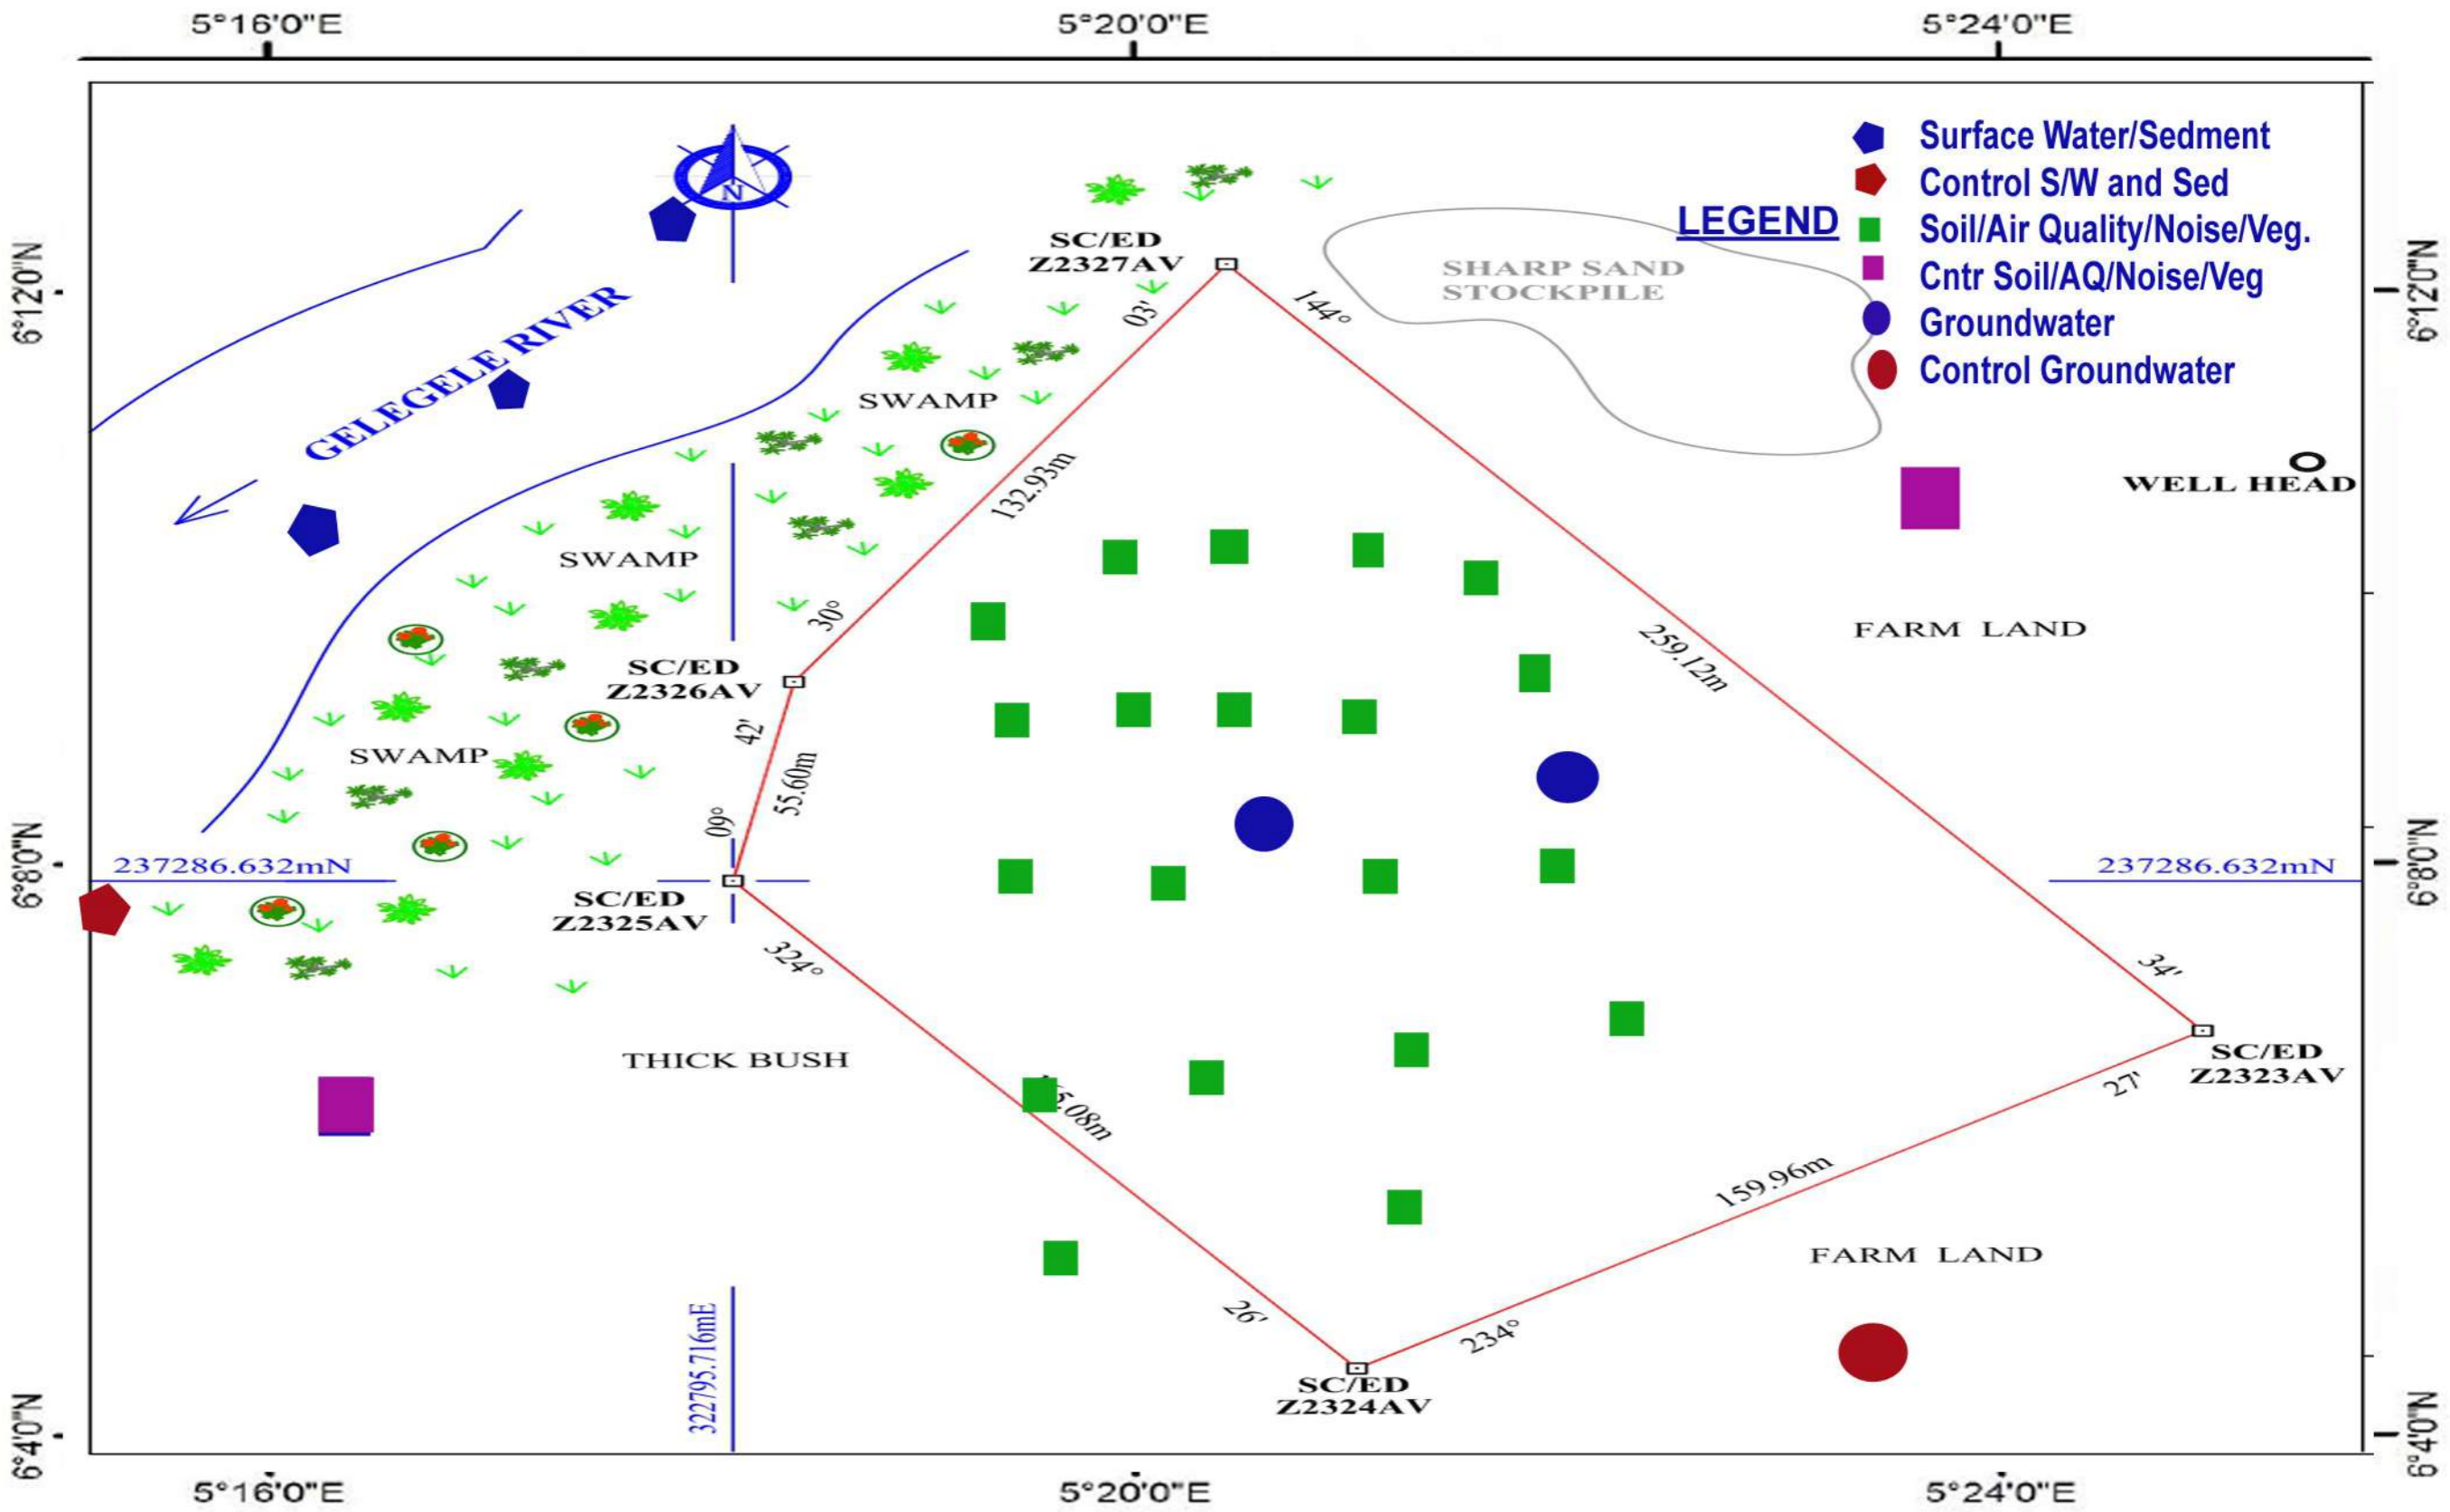 5°16'0"E
5°20'0"E
5°24'0"E
Surface Water/Sediment
Control S/W and Sed
LEGEND
Soil/Air Quality/Noise/Veg.
Cntr Soil/AQ/Noise/Veg
Groundwater
Control Groundwater
N
6°12'0"N
6°12'0"N
SC/ED
Z2327AV
SHARP SAND
STOCKPILE
03'
144°
GELEGELE RIVER
SWAMP
132.93m
WELL HEAD
SWAMP
30°
FARM LAND
259.12m
SC/ED
Z2326AV
42'
SWAMP
55.60m
09°
6°8'0"N
237286.632mN
237286.632mN
6°8'0"N
SC/ED
Z2325AV
324°
34'
THICK BUSH
SC/ED
Z2323AV
27'
5.08m
159.96m
FARM LAND
26'
234°
322795.716mE
SC/ED
Z2324AV
6°4'0"N
6°4'0"N
5°16'0"E
5°20'0"E
5°24'0"E